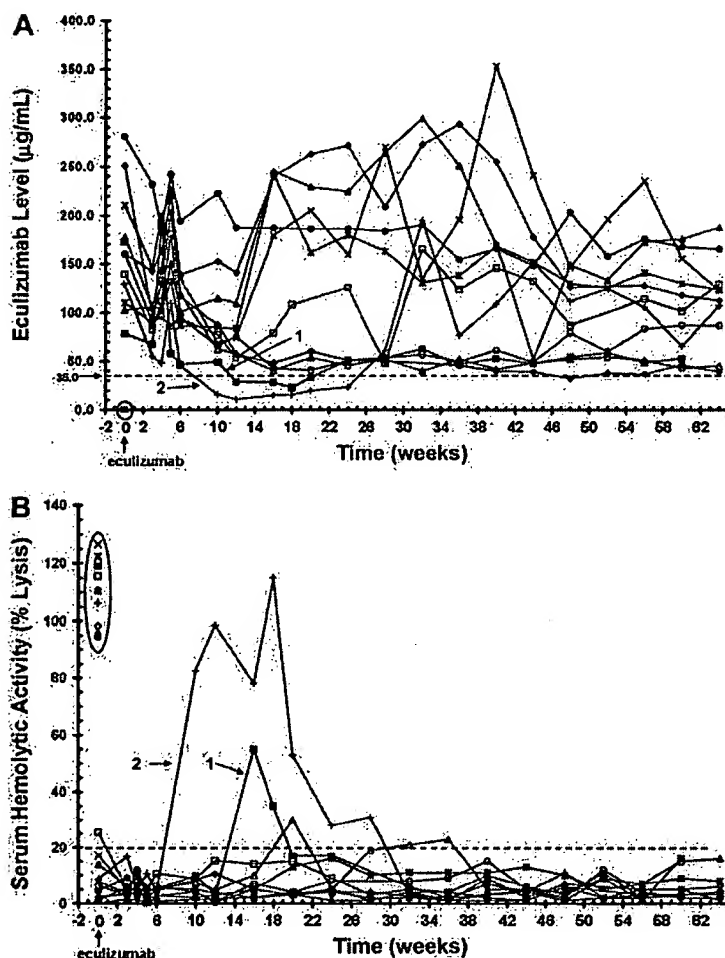 A
Eculizumab Level (µg/mL)
400.0
350.0
300.0
250.0
200.0
150.0
100.0
50.0
35.0
0.0
1
2
-2 0 2 6 10 14 18 22 26 30 34 38 42 46 50 54 58 62
eculizumab
Time (weeks)
B
Serum Hemolytic Activity (% Lysis)
140
120
100
80
60
40
20
0
2
1
-2 0 2 6 10 14 18 22 26 30 34 38 42 46 50 54 58 62
eculizumab
Time (weeks)